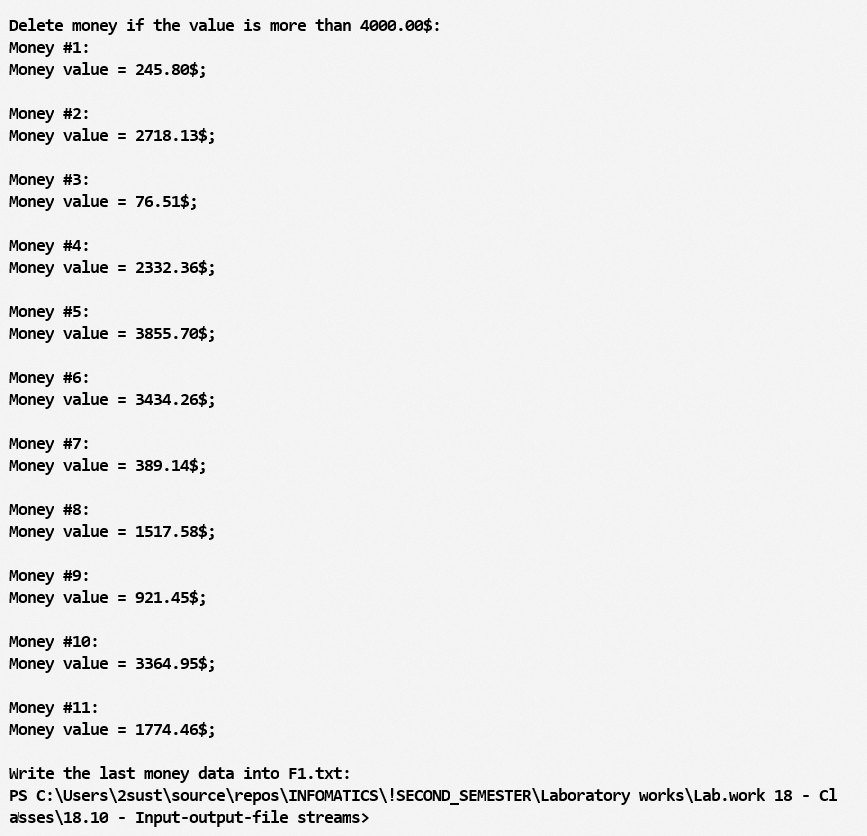 Delete money if the value is more than 4000.00$:
Money #1:
Money value = 245.80$;
Money #2:
Money value = 2718.13$;
Money #3:
Money value = 76.51$;
Money #4:
Money value = 2332.36$;
Money #5:
Money value = 3855.70$;
Money #6:
Money value = 3434.26$;
Money #7:
Money value = 389.14$;
Money #8:
Money value = 1517.58$;
Money #9:
Money value = 921.45$;
Money #10:
Money value = 3364.95$;
Money #11:
Money value = 1774.46$;
Write the last money data into F1.txt:
PS C:\Users\2sust\source\repos\INFOMATICS\!SECOND_SEMESTER\Laboratory works\Lab.work 18 - Cl
asses\18.10 - Input-output-file streams>